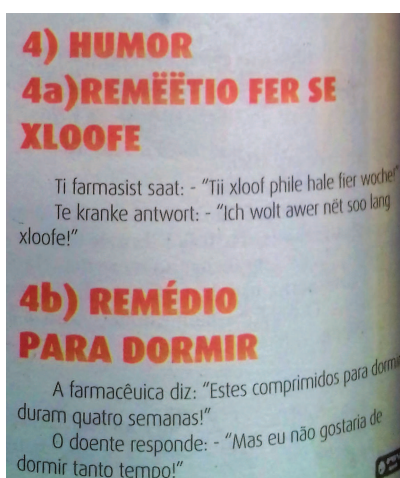 4) HUMOR
4a)REMËËTIO FER SE
XLOOFE
Ti farmasist saat: - "Tii xloof phile hale fier woche!"
Te kranke antwort: - "Ich wolt awer nët soo lang
xloofe!"
4b) REMÉDIO
PARA DORMIR
A farmacêuica diz: "Estes comprimidos para dormir
duram quatro semanas!"
O doente responde: - "Mas eu não gostaria de
dormir tanto tempo!"